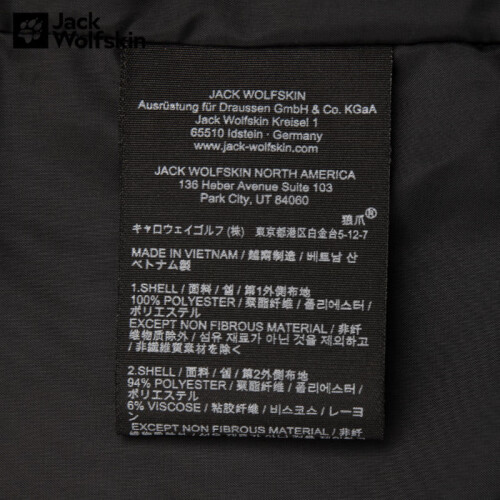 Jack
Wolfskin
JACK WOLFSKIN
Ausrüstung für Draussen GmbH & Co. KGaA
Jack Wolfskin Kreisel 1
65510 Idstein · Germany
www.jack-wolfskin.com
JACK WOLFSKIN NORTH AMERICA
136 Heber Avenue Suite 103
Park City, UT 84060
狼爪®
キャロウェイゴルフ(株) 東京都港区白金台5-12-7
MADE IN VIETNAM / 越南制造 / 베트남 산
ベトナム製
1.SHELL / 面料 / 셸 / 第1外側布地
100% POLYESTER / 聚酯纤维 / 폴리에스터 /
ポリエステル
EXCEPT NON FIBROUS MATERIAL / 非纤
维物质除外 / 섬유 재료가 아닌 것을 제외하고
/ 非繊維質素材を除く
2.SHELL / 面料 / 셸 / 第2外側布地
94% POLYESTER / 聚酯纤维 / 폴리에스터 /
ポリエステル
6% VISCOSE / 粘胶纤维 / 비스코스 / レーヨ
ン
EXCEPT NON FIBROUS MATERIAL / 非纤